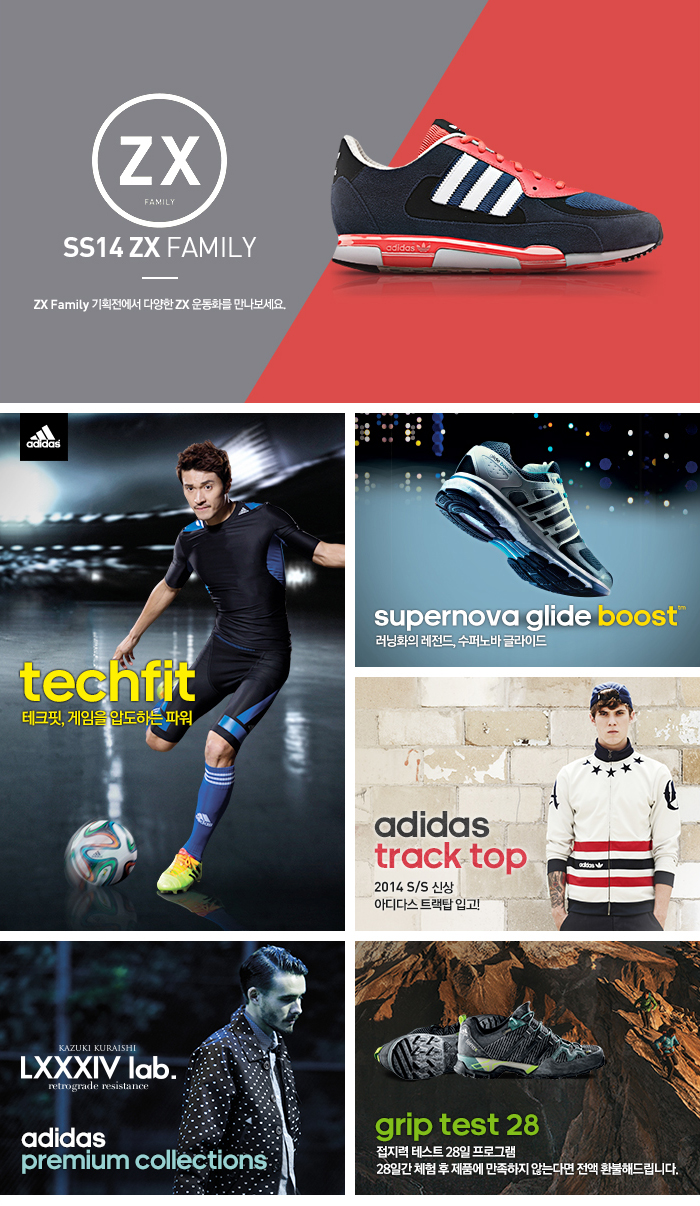 ZX
FAMILY
SS14 ZX FAMILY
ZX Family 기획전에서 다양한 ZX 운동화를 만나보세요.
adidas
adidas
techfit
테크핏, 게임을 압도하는 파워
supernova glide boost™
러닝화의 레전드, 수퍼노바 글라이드
adidas
track top
2014 S/S 신상
아디다스 트랙탑 입고!
adidas
KAZUKI KURAISHI
LXXXIV lab.
retrograde resistance
adidas
premium collections
grip test 28
접지력 테스트 28일 프로그램
28일간 체험 후 제품에 만족하지 않는다면 전액 환불해드립니다.